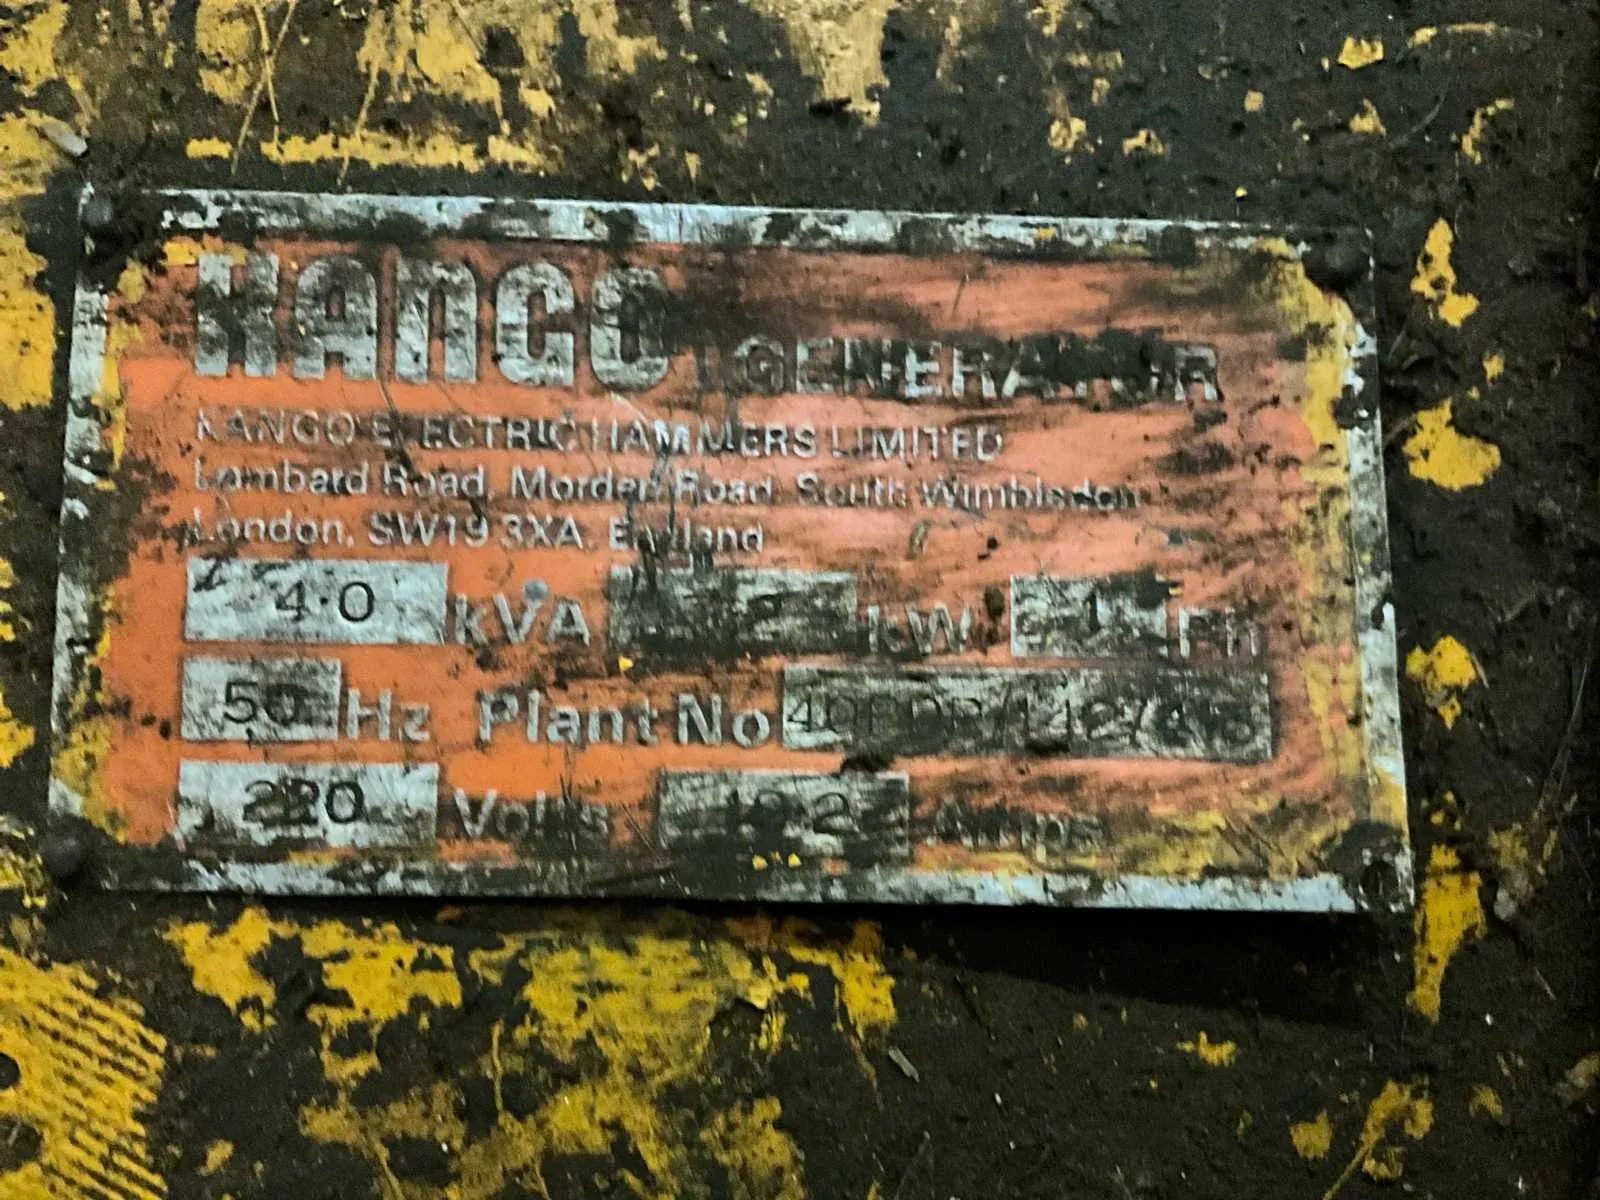 KANGO GENERATOR
KANGO ELECTRIC HAMMERS LIMITED
Lombard Road, Morden Road, South Wimbledon
London, SW19 3XA, England
4.0 kVA kW 1 Ph
50 Hz Plant No
220 Volts Amps